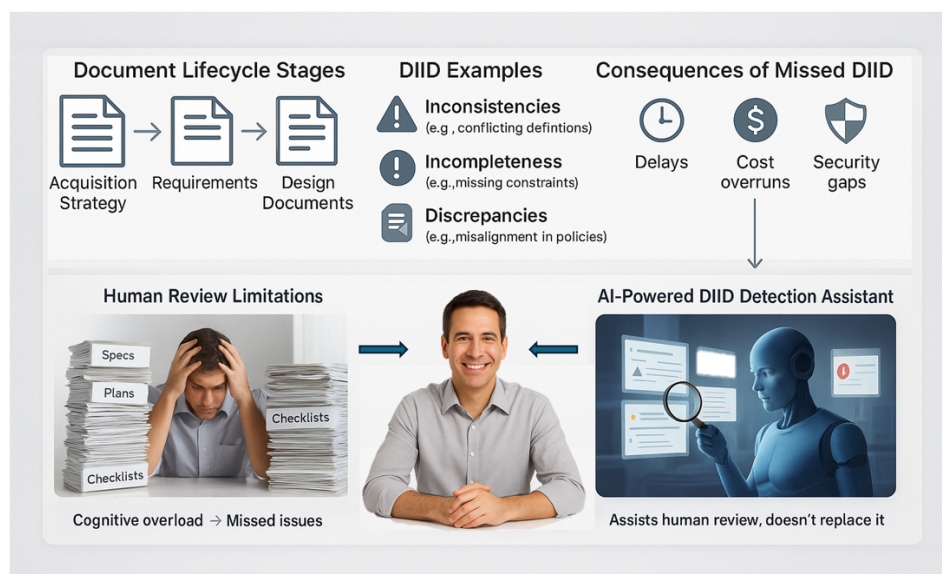 Document Lifecycle Stages
Acquisition
Strategy
Requirements
Design
Documents
DIID Examples
Inconsistencies
(e.g , conflicting defintions)
Incompleteness
(e.g.,missing constraints)
Discrepancies
(e.g.,misalignment in policies)
Consequences of Missed DIID
Delays
Cost
overruns
Security
gaps
Human Review Limitations
Specs
Plans
Checklists
Checklists
Cognitive overload → Missed issues
AI-Powered DIID Detection Assistant
Assists human review, doesn't replace it